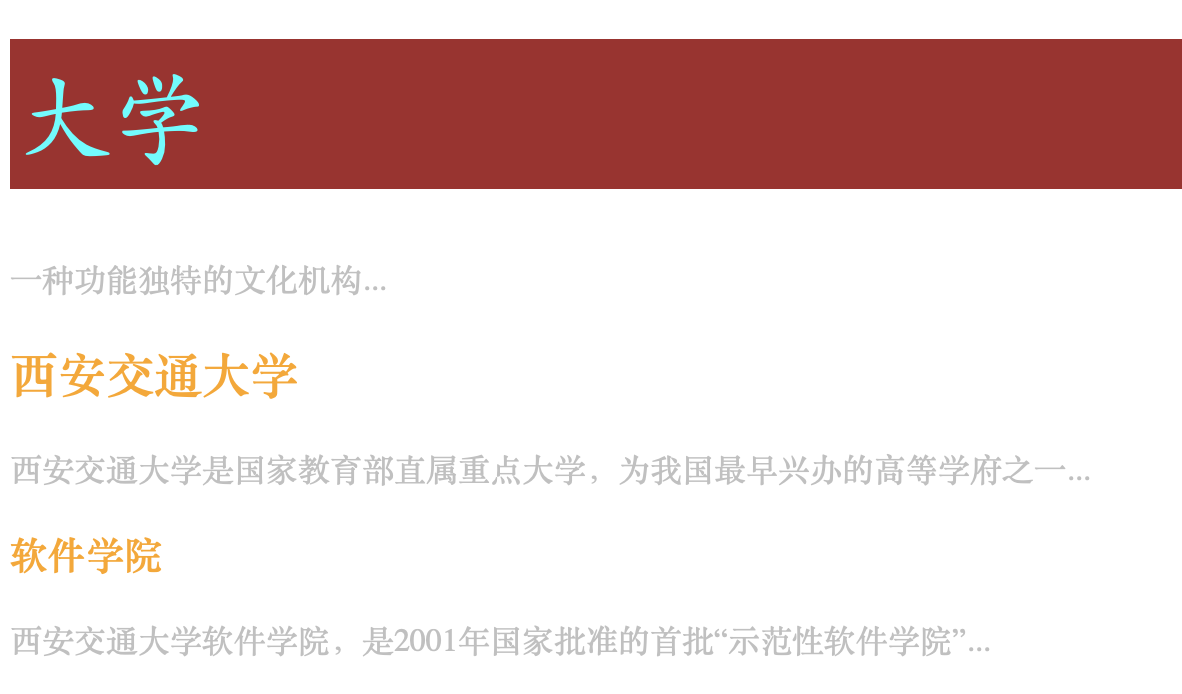 大学
一种功能独特的文化机构...
西安交通大学
西安交通大学是国家教育部直属重点大学，为我国最早兴办的高等学府之一...
软件学院
西安交通大学软件学院，是2001年国家批准的首批“示范性软件学院”...